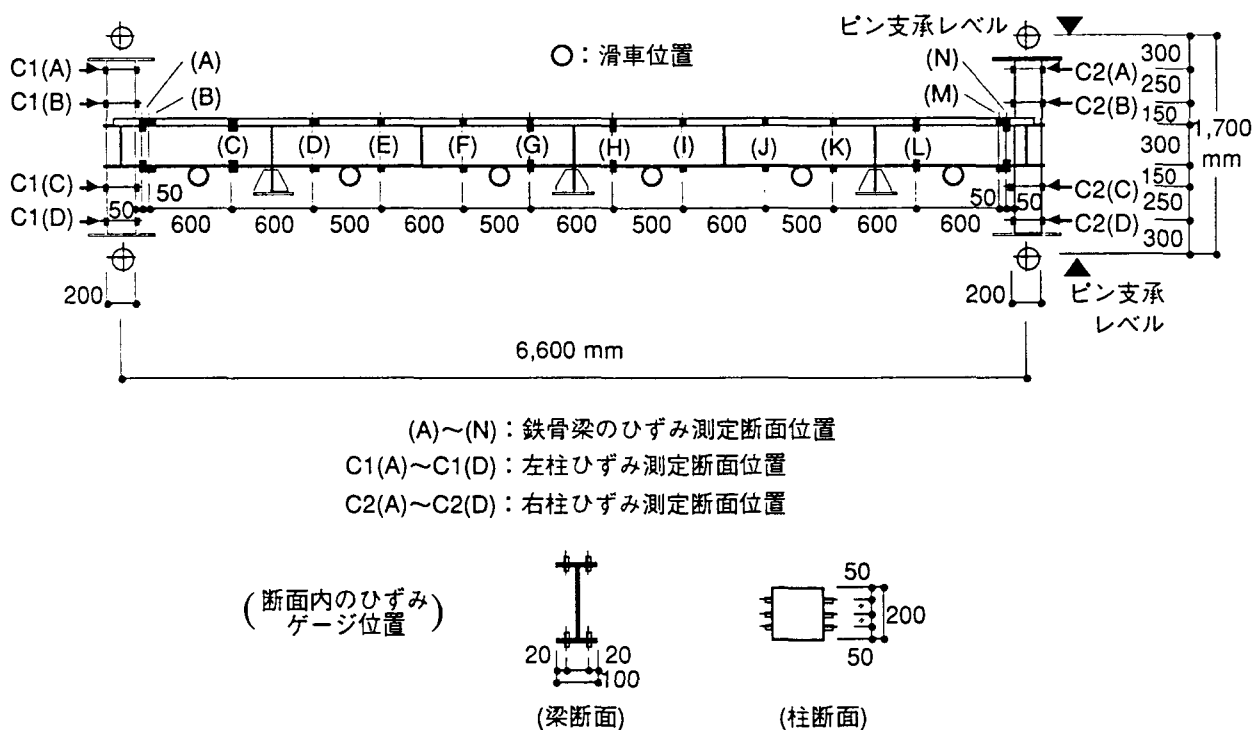 ピン支承レベル
○：滑車位置
C1(A)
C1(B)
(A)
(B)
(N)
(M)
C2(A)
C2(B)
300
250
150
300
150
250
300
1,700
mm
(C)
(D)
(E)
(F)
(G)
(H)
(I)
(J)
(K)
(L)
C1(C)
C1(D)
C2(C)
C2(D)
50
50
50
50
600
600
500
600
500
600
500
600
500
600
200
200
ピン支承
レベル
6,600 mm
(A)～(N)：鉄骨梁のひずみ測定断面位置
C1(A)～C1(D)：左柱ひずみ測定断面位置
C2(A)～C2(D)：右柱ひずみ測定断面位置
(断面内のひずみ
ゲージ位置)
20
20
100
50
200
50
(梁断面)
(柱断面)